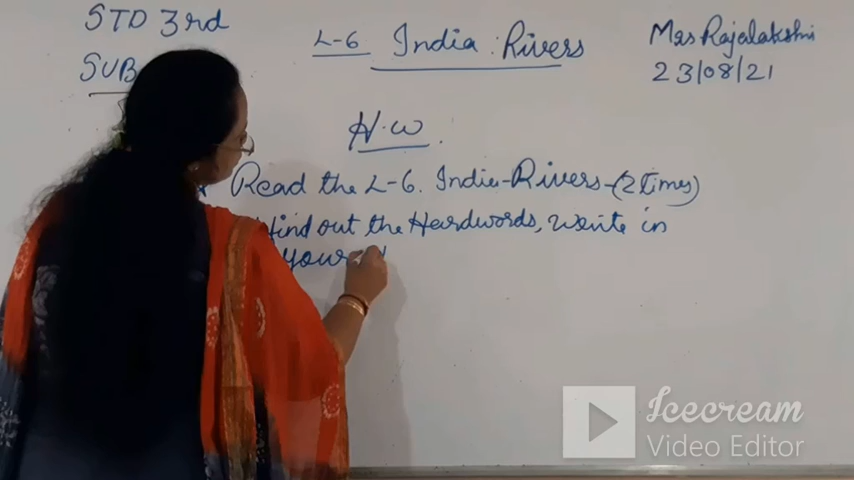 STD 3rd
L-6 India : Rivers
Mrs Rajalakshmi
SUB
23/08/21
H.W.
Read the L-6. India-Rivers-(2 times)
find out the Hardwords, write in
your
Icecream
Video Editor